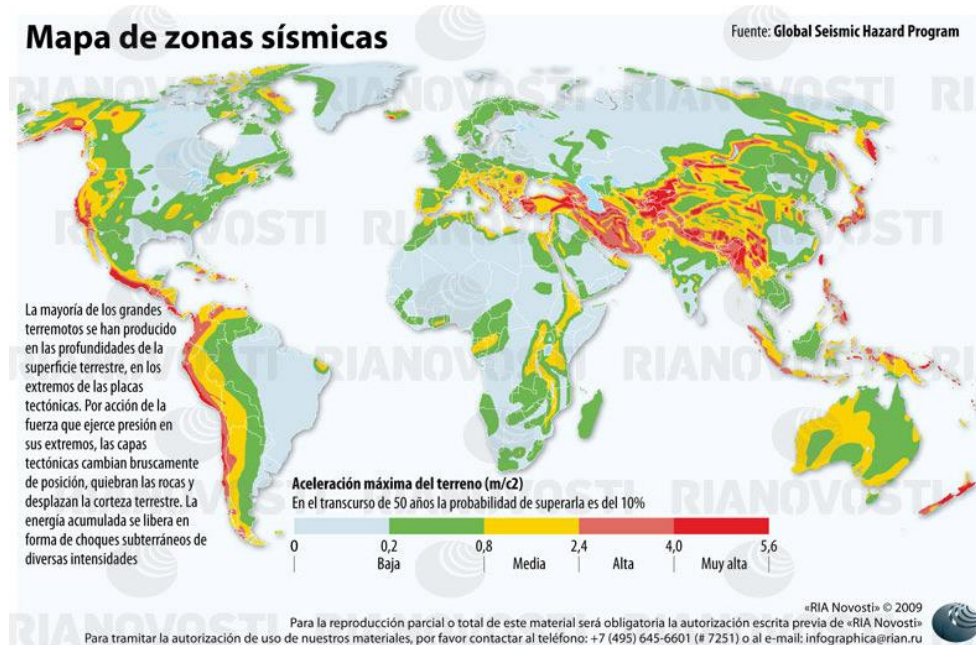 Mapa de zonas sísmicas
Fuente: Global Seismic Hazard Program
RIANOVOSTI
La mayoría de los grandes
terremotos se han producido
en las profundidades de la
superficie terrestre, en los
extremos de las placas
tectónicas. Por acción de la
fuerza que ejerce presión en
sus extremos, las capas
tectónicas cambian bruscamente
de posición, quiebran las rocas y
desplazan la corteza terrestre. La
energía acumulada se libera en
forma de choques subterráneos de
diversas intensidades
Aceleración máxima del terreno (m/c2)
En el transcurso de 50 años la probabilidad de superarla es del 10%
0 0,2 0,8 2,4 4,0 5,6
Baja Media Alta Muy alta
«RIA Novosti» © 2009
Para la reproducción parcial o total de este material será obligatoria la autorización escrita previa de «RIA Novosti»
Para tramitar la autorización de uso de nuestros materiales, por favor contactar al teléfono: +7 (495) 645-6601 (# 7251) o al e-mail: infographica@rian.ru